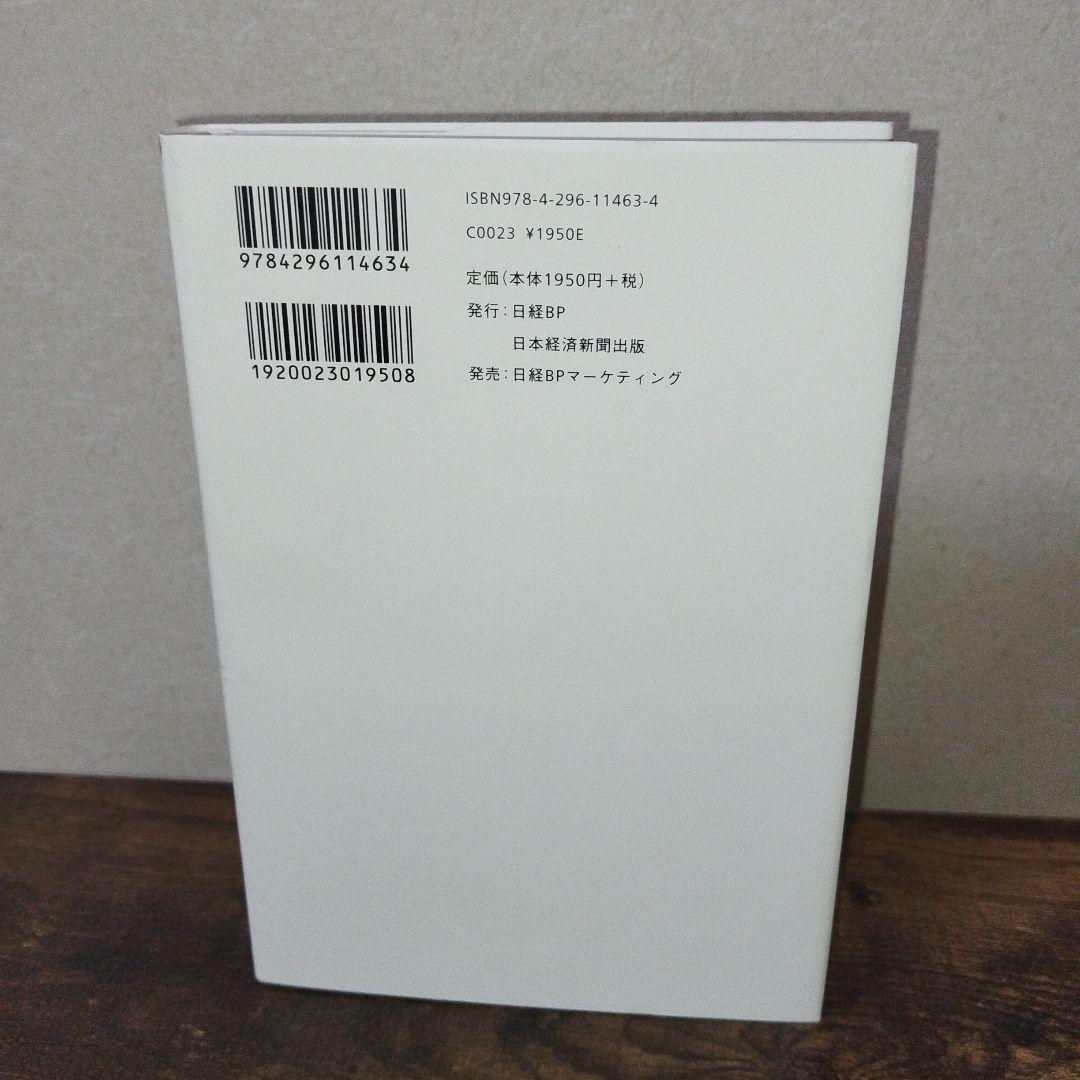 9784296114634
1920023019508
ISBN978-4-296-11463-4
C0023 ¥1950E
定価(本体1950円+税)
発行:日経BP
日本経済新聞出版
発売:日経BPマーケティング